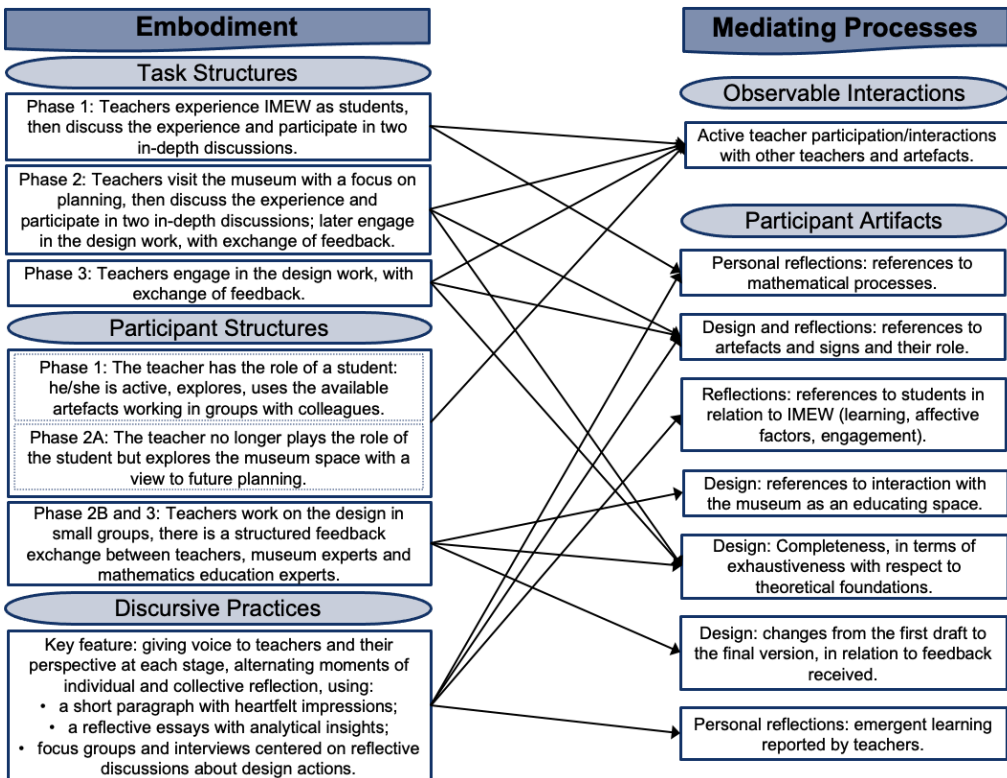 Embodiment
Task Structures
Phase 1: Teachers experience IMEW as students,
then discuss the experience and participate in two
in-depth discussions.
Phase 2: Teachers visit the museum with a focus on
planning, then discuss the experience and
participate in two in-depth discussions; later engage
in the design work, with exchange of feedback.
Phase 3: Teachers engage in the design work, with
exchange of feedback.
Participant Structures
Phase 1: The teacher has the role of a student:
he/she is active, explores, uses the available
artefacts working in groups with colleagues.
Phase 2A: The teacher no longer plays the role of
the student but explores the museum space with a
view to future planning.
Phase 2B and 3: Teachers work on the design in
small groups, there is a structured feedback
exchange between teachers, museum experts and
mathematics education experts.
Discursive Practices
Key feature: giving voice to teachers and their
perspective at each stage, alternating moments of
individual and collective reflection, using:
• a short paragraph with heartfelt impressions;
• a reflective essays with analytical insights;
• focus groups and interviews centered on reflective
discussions about design actions.
Mediating Processes
Observable Interactions
Active teacher participation/interactions
with other teachers and artefacts.
Participant Artifacts
Personal reflections: references to
mathematical processes.
Design and reflections: references to
artefacts and signs and their role.
Reflections: references to students in
relation to IMEW (learning, affective
factors, engagement).
Design: references to interaction with
the museum as an educating space.
Design: Completeness, in terms of
exhaustiveness with respect to
theoretical foundations.
Design: changes from the first draft to
the final version, in relation to feedback
received.
Personal reflections: emergent learning
reported by teachers.